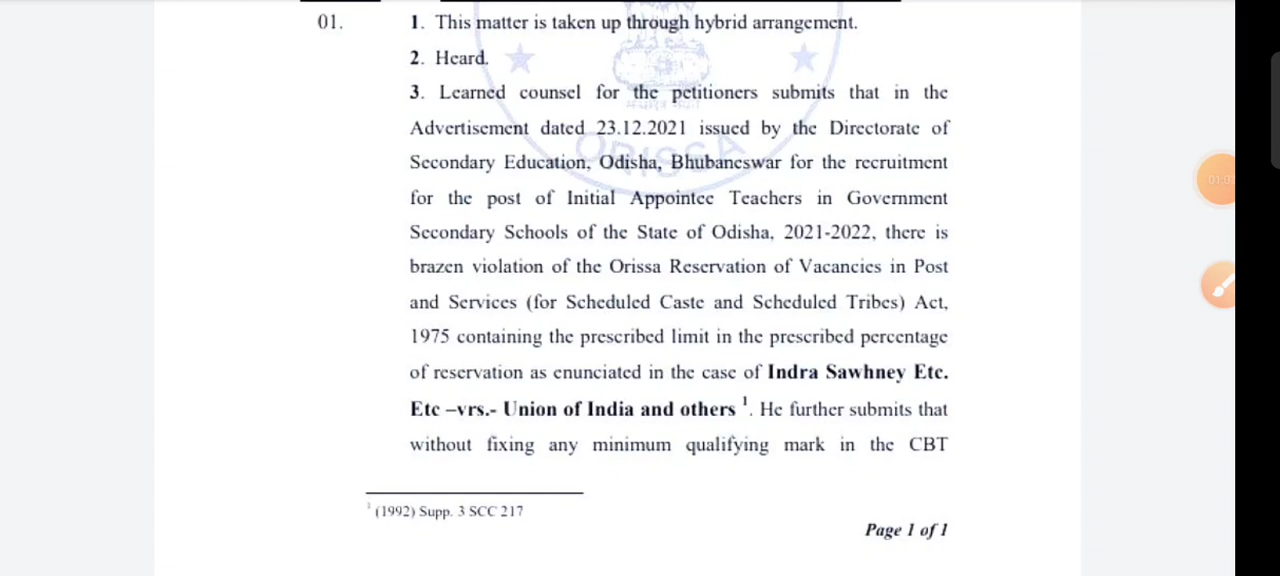 01. 1. This matter is taken up through hybrid arrangement.
2. Heard.
3. Learned counsel for the petitioners submits that in the
Advertisement dated 23.12.2021 issued by the Directorate of
Secondary Education, Odisha, Bhubaneswar for the recruitment
for the post of Initial Appointee Teachers in Government
Secondary Schools of the State of Odisha, 2021-2022, there is
brazen violation of the Orissa Reservation of Vacancies in Post
and Services (for Scheduled Caste and Scheduled Tribes) Act,
1975 containing the prescribed limit in the prescribed percentage
of reservation as enunciated in the case of Indra Sawhney Etc.
Etc –vrs.- Union of India and others 1. He further submits that
without fixing any minimum qualifying mark in the CBT
1 (1992) Supp. 3 SCC 217
Page 1 of 1
ORISSA